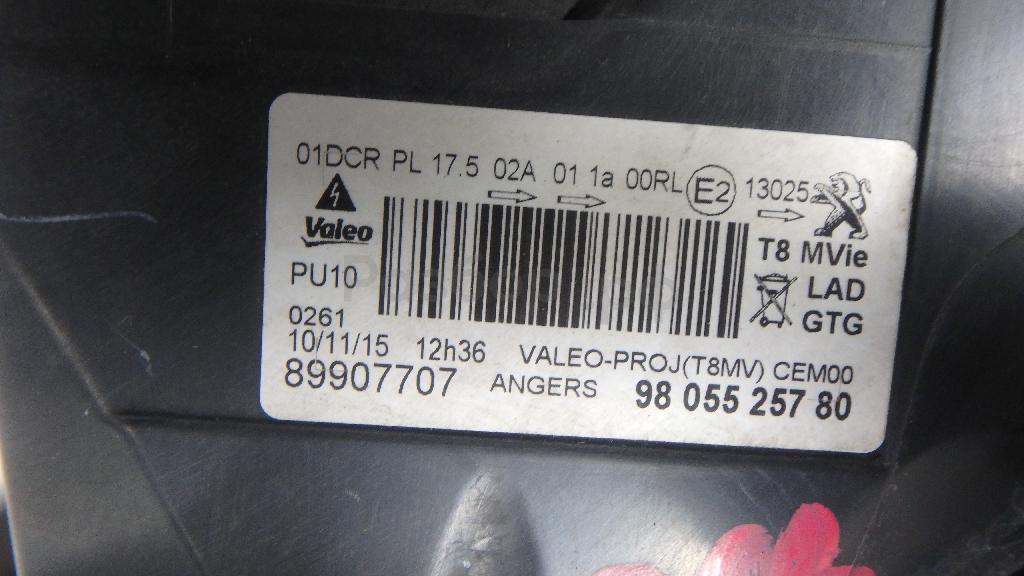 01DCR PL 17.5 02A 01 1a 00RL E2 13025
Valeo
T8 MVie
PU10
LAD
GTG
0261
10/11/15 12h36 VALEO-PROJ(T8MV) CEM00
89907707 ANGERS 98 055 257 80